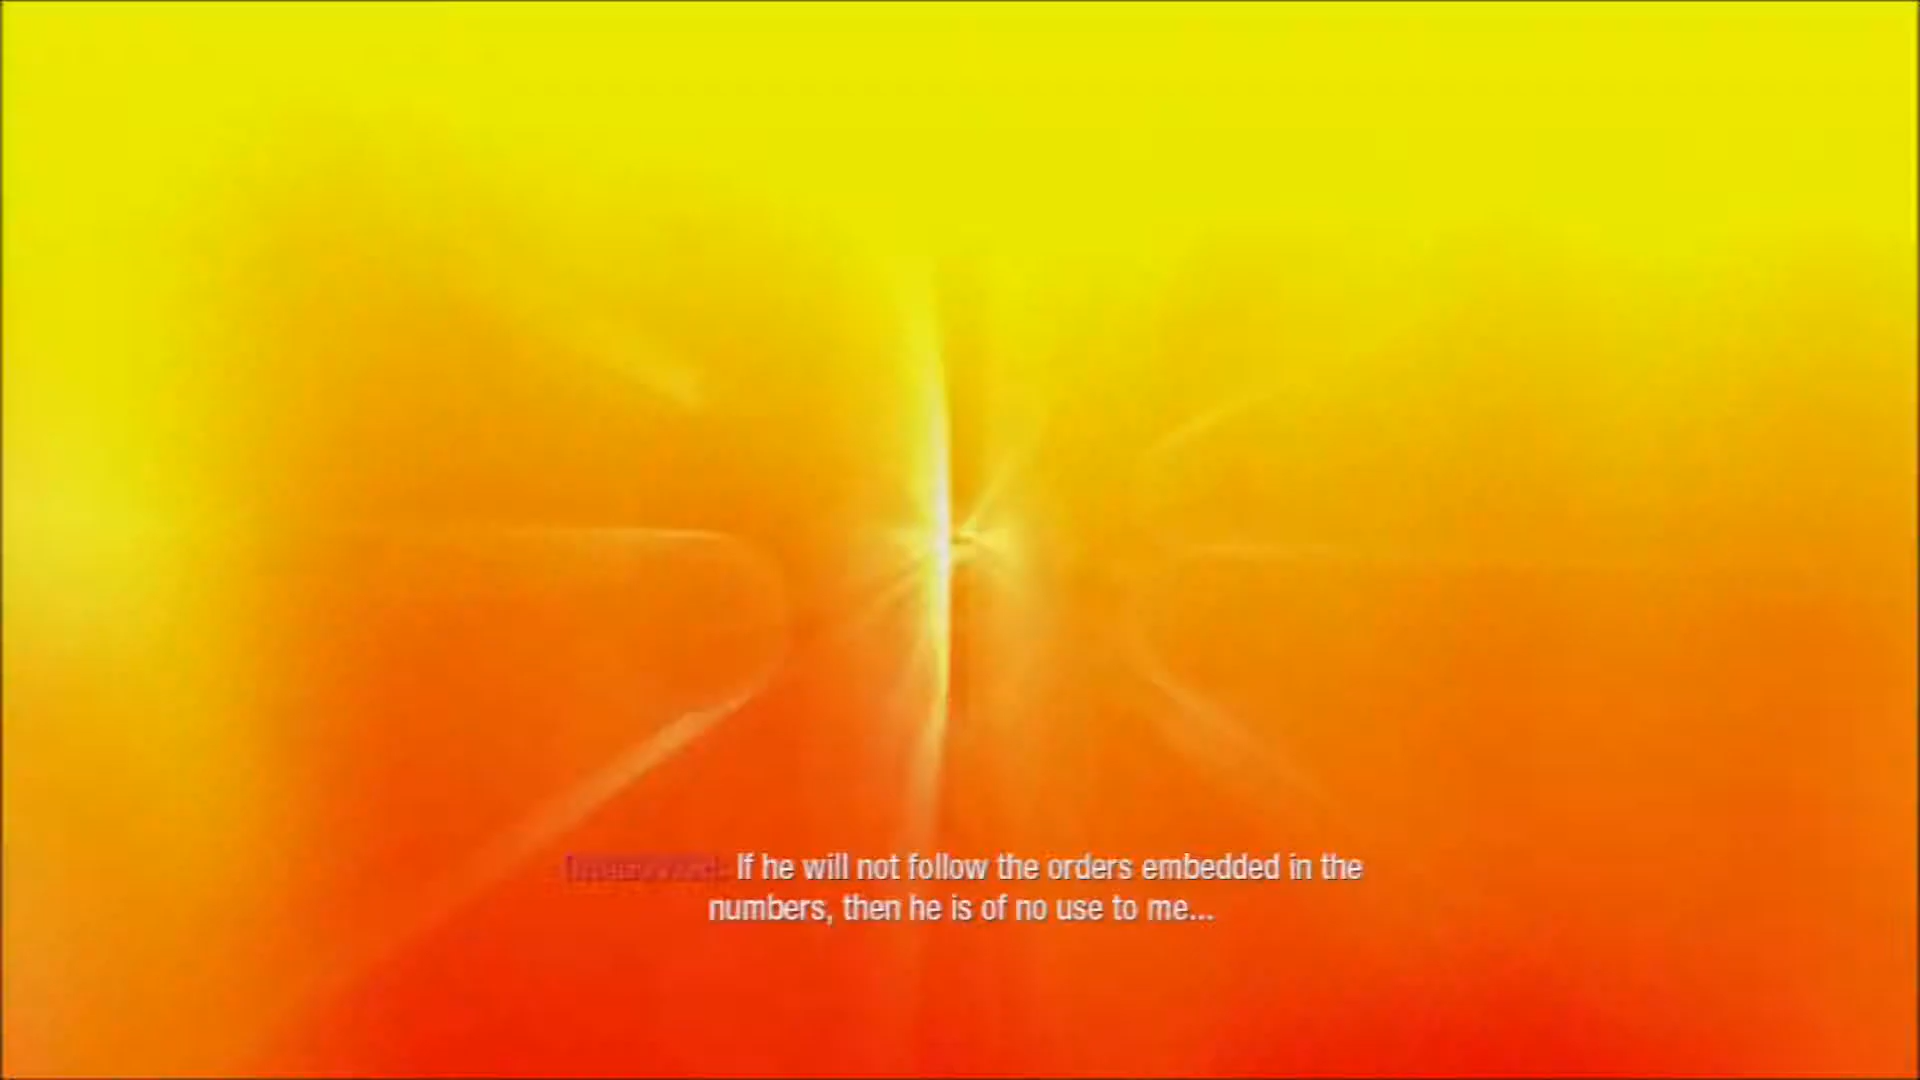 If he will not follow the orders embedded in the
numbers, then he is of no use to me...